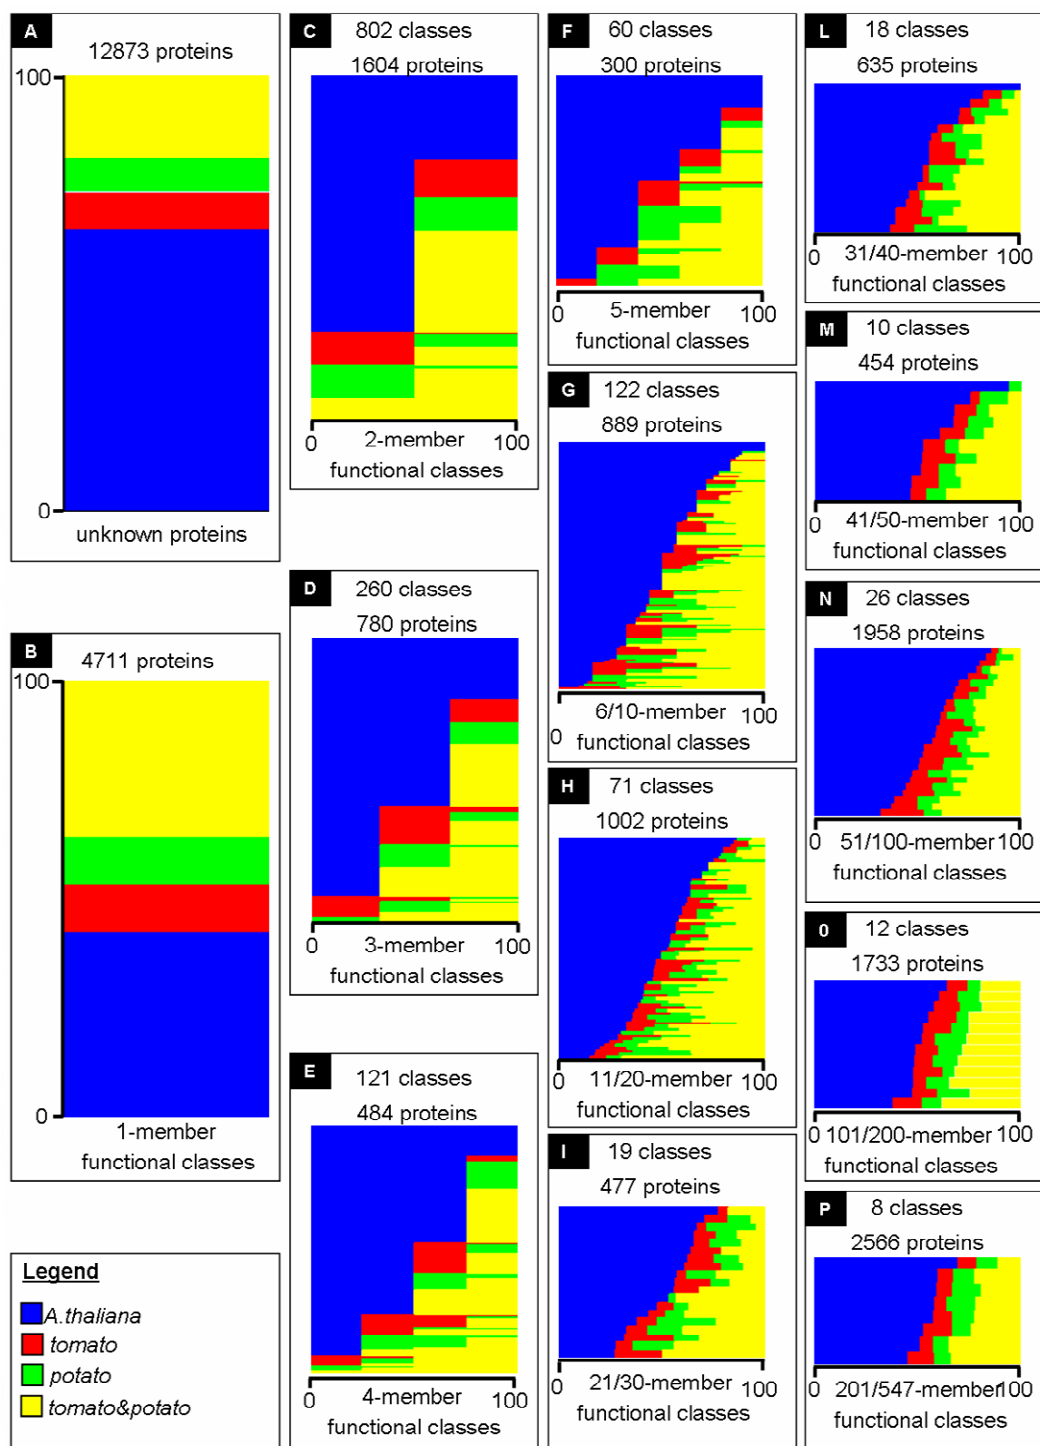 A
12873 proteins
100
0
unknown proteins
B
4711 proteins
100
0
1-member
functional classes
Legend
A.thaliana
tomato
potato
tomato&potato
C
802 classes
1604 proteins
0 100
2-member
functional classes
D
260 classes
780 proteins
0 100
3-member
functional classes
E
121 classes
484 proteins
0 100
4-member
functional classes
F
60 classes
300 proteins
0 100
5-member
functional classes
G
122 classes
889 proteins
0 100
6/10-member
functional classes
H
71 classes
1002 proteins
0 100
11/20-member
functional classes
I
19 classes
477 proteins
0 100
21/30-member
functional classes
L
18 classes
635 proteins
0 100
31/40-member
functional classes
M
10 classes
454 proteins
0 100
41/50-member
functional classes
N
26 classes
1958 proteins
0 100
51/100-member
functional classes
0
12 classes
1733 proteins
0 100
101/200-member
functional classes
P
8 classes
2566 proteins
0 100
201/547-member
functional classes